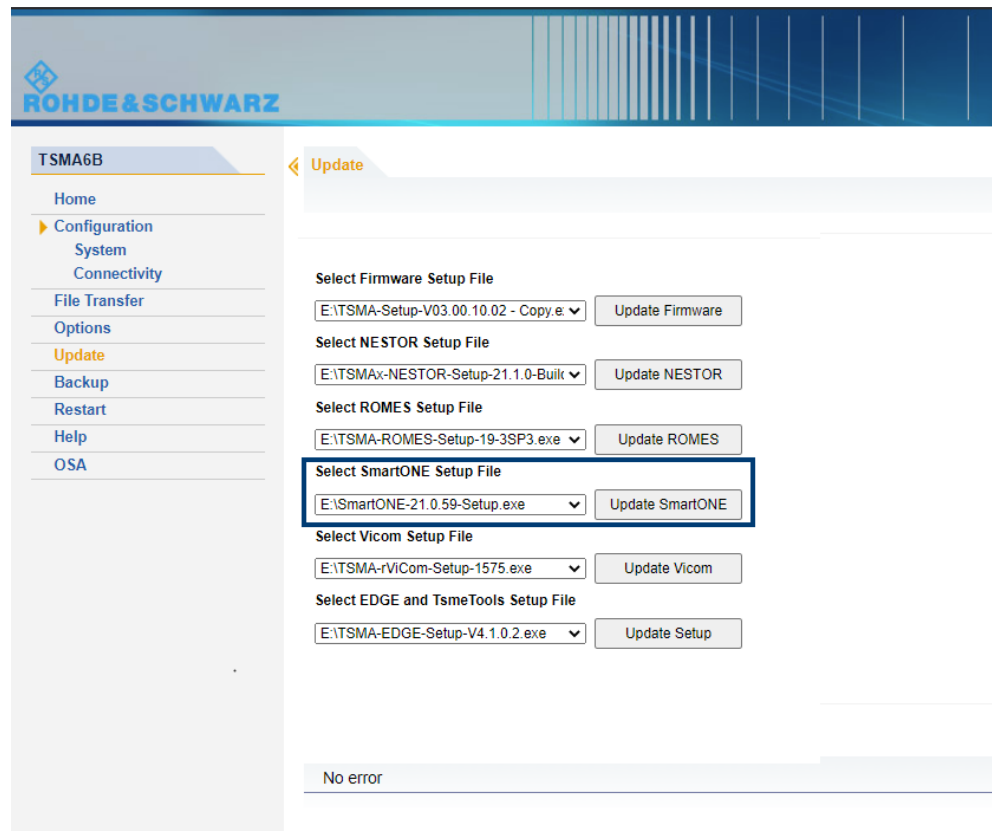 R&S
ROHDE&SCHWARZ
TSMA6B
Home
Configuration
System
Connectivity
File Transfer
Options
Update
Backup
Restart
Help
OSA
Update
Select Firmware Setup File
E:\TSMA-Setup-V03.00.10.02 - Copy.e
Update Firmware
Select NESTOR Setup File
E:\TSMAx-NESTOR-Setup-21.1.0-Builc
Update NESTOR
Select ROMES Setup File
E:\TSMA-ROMES-Setup-19-3SP3.exe
Update ROMES
Select SmartONE Setup File
E:\SmartONE-21.0.59-Setup.exe
Update SmartONE
Select Vicom Setup File
E:\TSMA-rViCom-Setup-1575.exe
Update Vicom
Select EDGE and TsmeTools Setup File
E:\TSMA-EDGE-Setup-V4.1.0.2.exe
Update Setup
No error